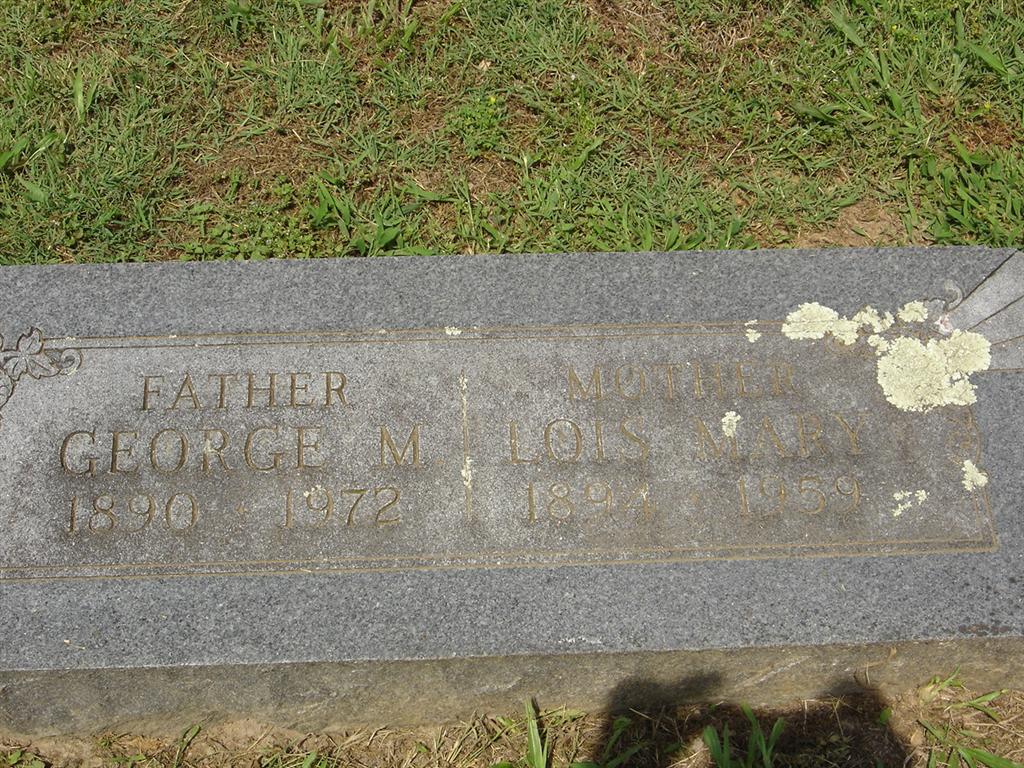 FATHER
GEORGE M.
1890 · 1972
MOTHER
LOIS MARY
1894 · 1959